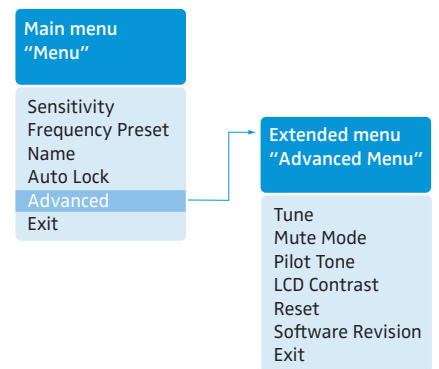 Main menu
“Menu”
Sensitivity
Frequency Preset
Name
Auto Lock
Advanced
Exit
Extended menu
“Advanced Menu”
Tune
Mute Mode
Pilot Tone
LCD Contrast
Reset
Software Revision
Exit